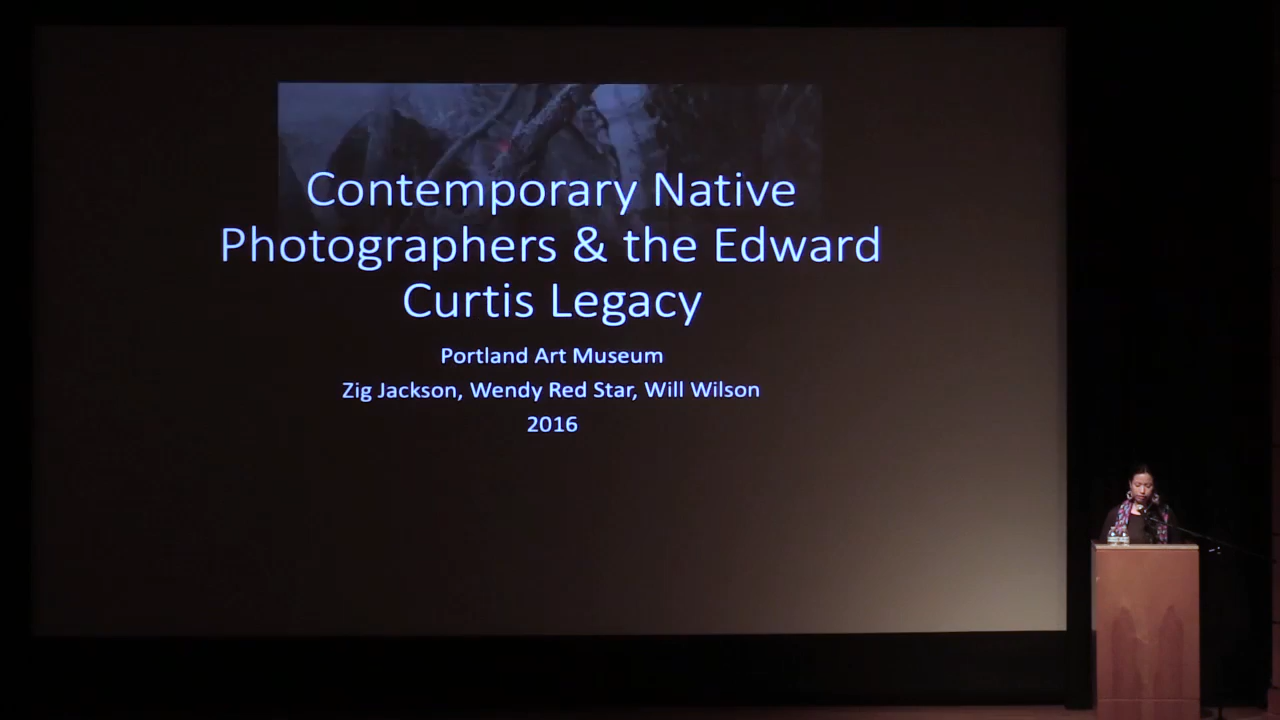 Contemporary Native
Photographers & the Edward
Curtis Legacy
Portland Art Museum
Zig Jackson, Wendy Red Star, Will Wilson
2016